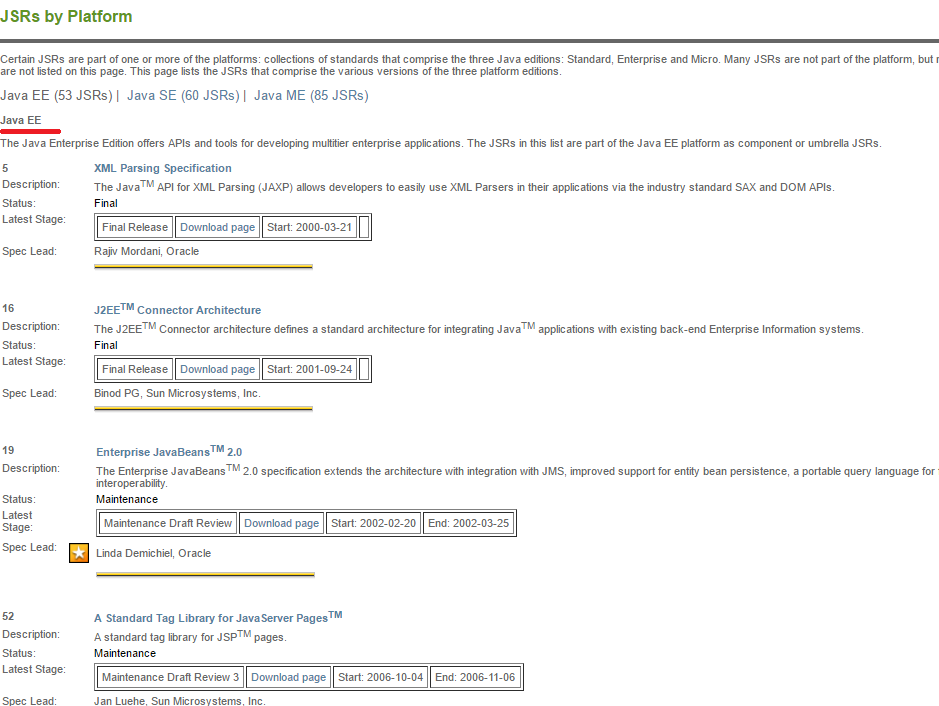 JSRs by Platform
Certain JSRs are part of one or more of the platforms: collections of standards that comprise the three Java editions: Standard, Enterprise and Micro. Many JSRs are not part of the platform, but
are not listed on this page. This page lists the JSRs that comprise the various versions of the three platform editions.
Java EE (53 JSRs) | Java SE (60 JSRs) | Java ME (85 JSRs)
Java EE
The Java Enterprise Edition offers APIs and tools for developing multitier enterprise applications. The JSRs in this list are part of the Java EE platform as component or umbrella JSRs.
5 XML Parsing Specification
Description: The Java™ API for XML Parsing (JAXP) allows developers to easily use XML Parsers in their applications via the industry standard SAX and DOM APIs.
Status: Final
Latest Stage: Final Release Download page Start: 2000-03-21
Spec Lead: Rajiv Mordani, Oracle
16 J2EE™ Connector Architecture
Description: The J2EE™ Connector architecture defines a standard architecture for integrating Java™ applications with existing back-end Enterprise Information systems.
Status: Final
Latest Stage: Final Release Download page Start: 2001-09-24
Spec Lead: Binod PG, Sun Microsystems, Inc.
19 Enterprise JavaBeans™ 2.0
Description: The Enterprise JavaBeans™ 2.0 specification extends the architecture with integration with JMS, improved support for entity bean persistence, a portable query language for
interoperability.
Status: Maintenance
Latest
Stage: Maintenance Draft Review Download page Start: 2002-02-20 End: 2002-03-25
Spec Lead: Linda Demichiel, Oracle
52 A Standard Tag Library for JavaServer Pages™
Description: A standard tag library for JSP™ pages.
Status: Maintenance
Latest Stage: Maintenance Draft Review 3 Download page Start: 2006-10-04 End: 2006-11-06
Spec Lead: Jan Luehe, Sun Microsystems, Inc.